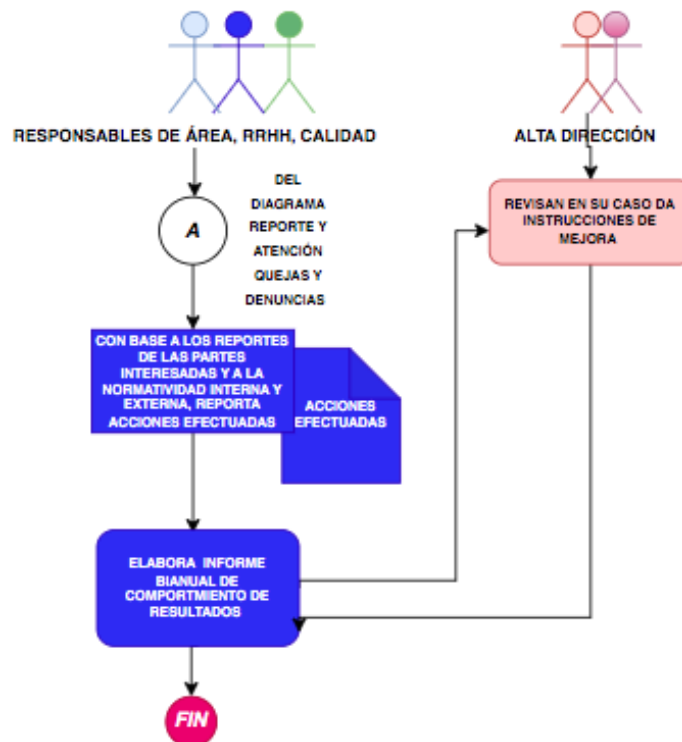 RESPONSABLES DE ÁREA, RRHH, CALIDAD
ALTA DIRECCIÓN
A
DEL
DIAGRAMA
REPORTE Y
ATENCIÓN
QUEJAS Y
DENUNCIAS
REVISAN EN SU CASO DA
INSTRUCCIONES DE
MEJORA
CON BASE A LOS REPORTES
DE LAS PARTES
INTERESADAS Y A LA
NORMATIVIDAD INTERNA Y
EXTERNA, REPORTA
ACCIONES EFECTUADAS
ACCIONES
EFECTUADAS
ELABORA INFORME
BIANUAL DE
COMPORTMIENTO DE
RESULTADOS
FIN